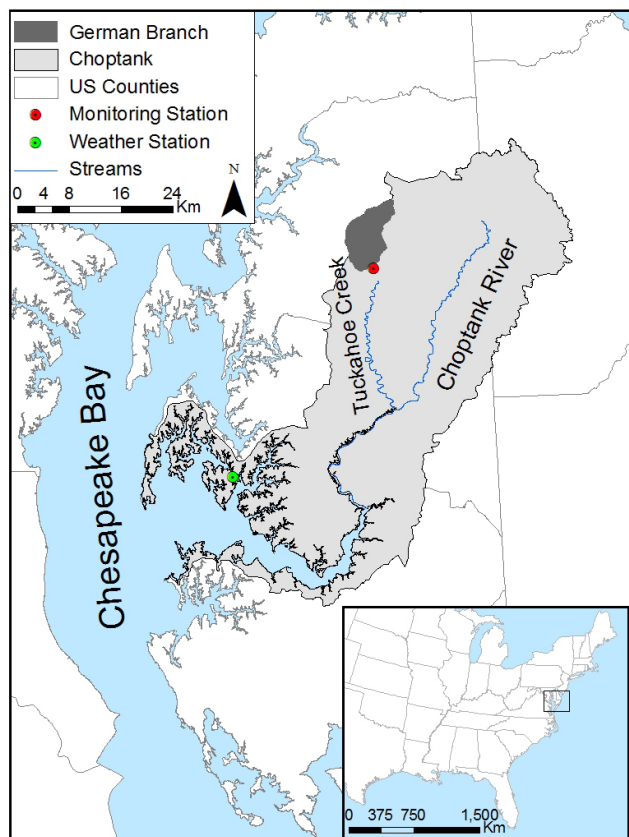 German Branch
Choptank
US Counties
Monitoring Station
Weather Station
Streams
N
0 4 8 16 24
Km
Tuckahoe Creek
Choptank River
Chesapeake Bay
0 375 750 1,500
Km